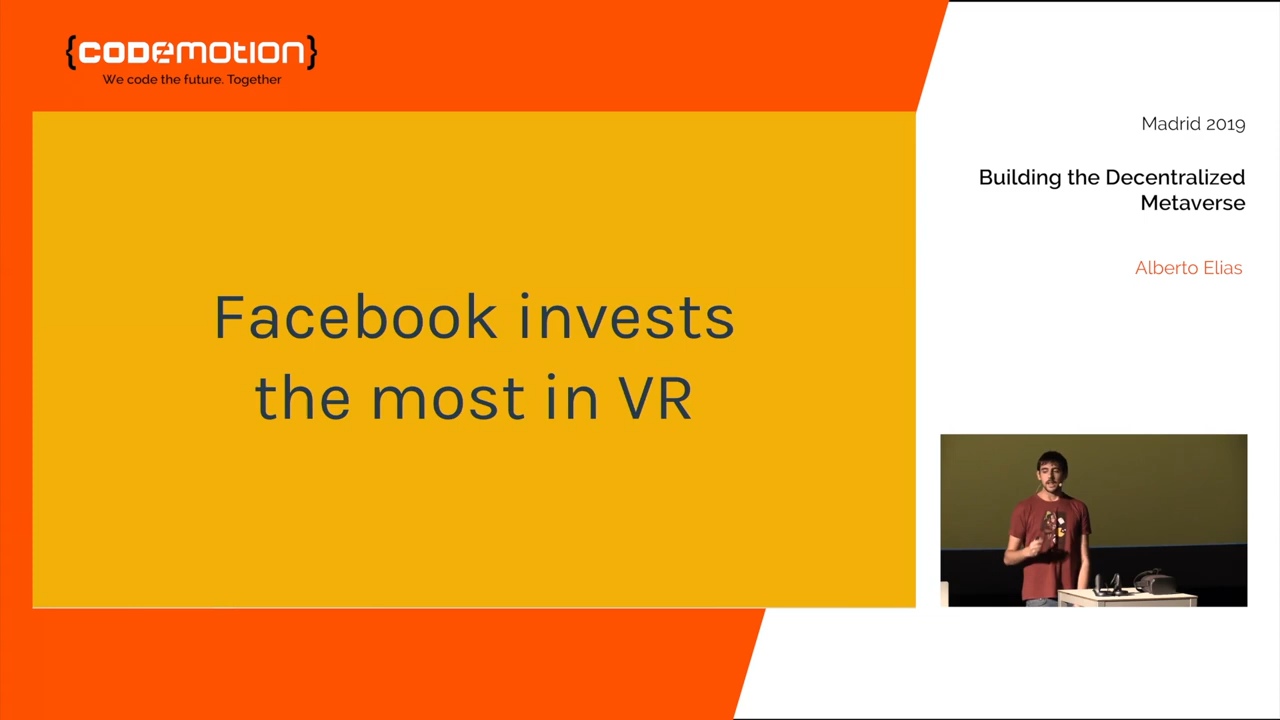 {CODEMOTION}
We code the future. Together
Facebook invests
the most in VR
Madrid 2019
Building the Decentralized
Metaverse
Alberto Elias